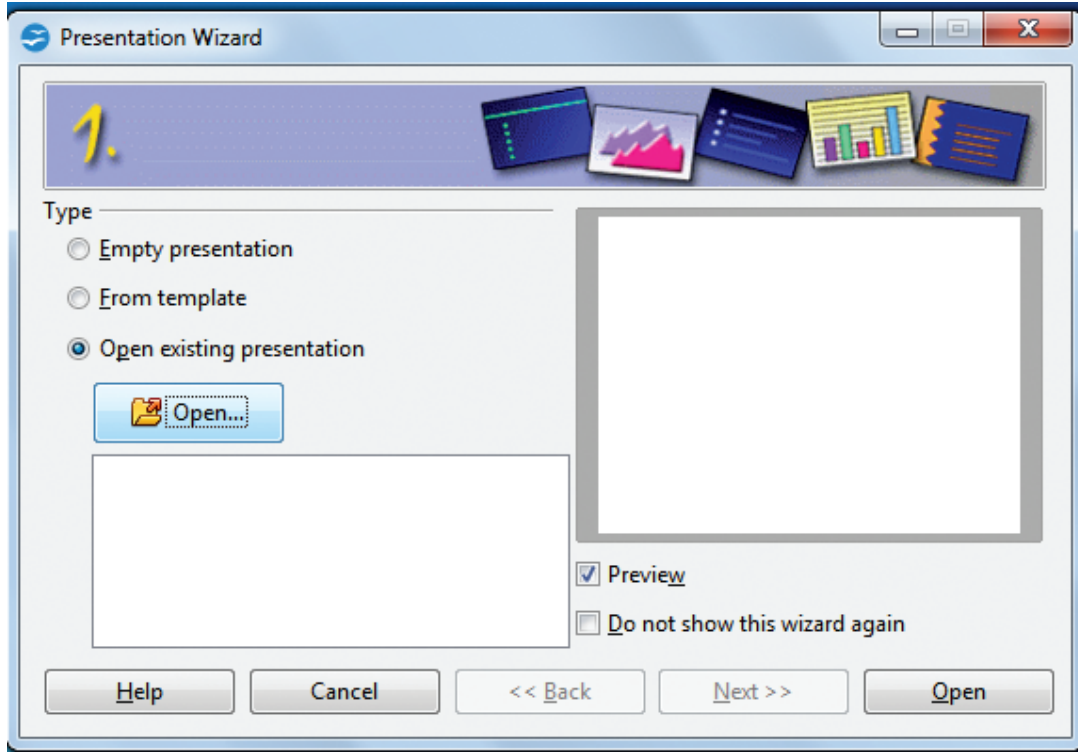 Presentation Wizard
1.
Type
Empty presentation
From template
Open existing presentation
Open...
Preview
Do not show this wizard again
Help
Cancel
<< Back
Next >>
Open